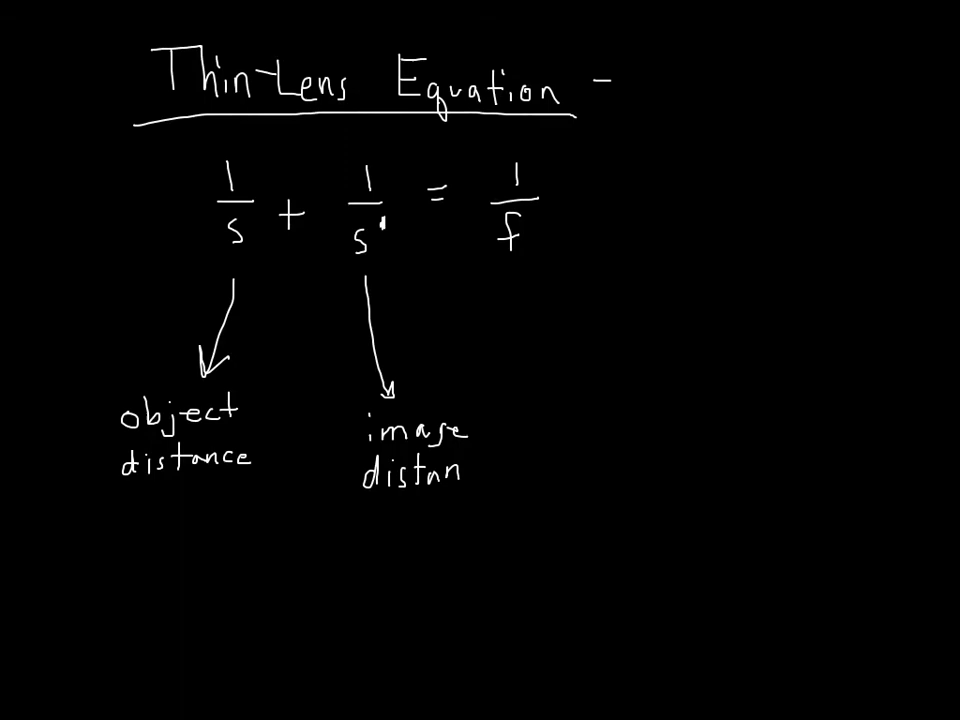 Thin-Lens Equation -
1/s + 1/s' = 1/f
object
distance
image
distan